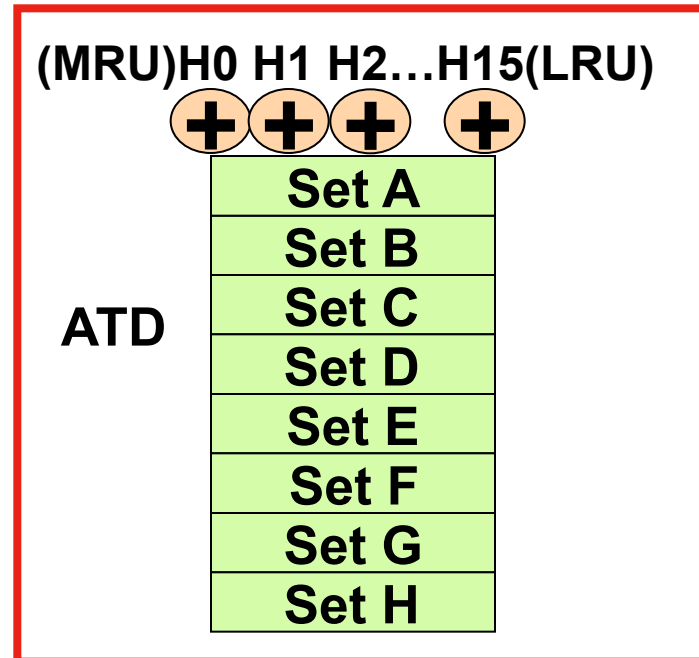 (MRU)H0 H1 H2...H15(LRU)
+ + + +
Set A
Set B
Set C
Set D
ATD
Set E
Set F
Set G
Set H